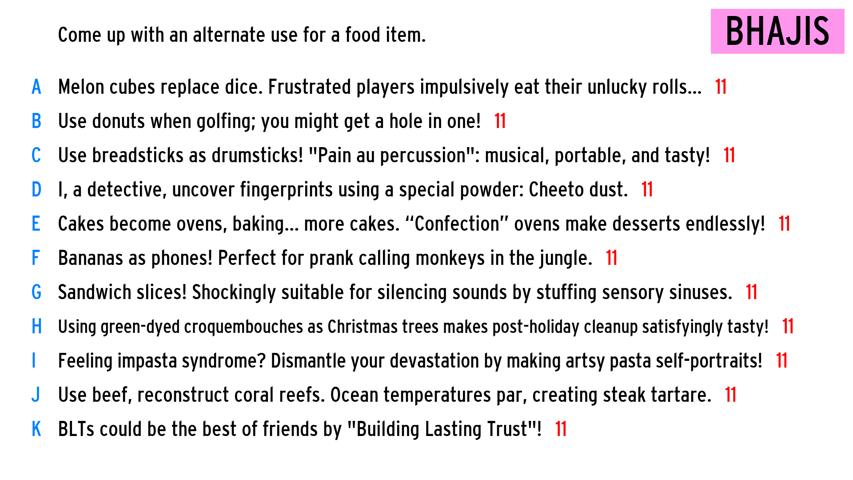 Come up with an alternate use for a food item.
BHAJIS
A Melon cubes replace dice. Frustrated players impulsively eat their unlucky rolls... 11
B Use donuts when golfing; you might get a hole in one! 11
C Use breadsticks as drumsticks! "Pain au percussion": musical, portable, and tasty! 11
D I, a detective, uncover fingerprints using a special powder: Cheeto dust. 11
E Cakes become ovens, baking... more cakes. “Confection” ovens make desserts endlessly! 11
F Bananas as phones! Perfect for prank calling monkeys in the jungle. 11
G Sandwich slices! Shockingly suitable for silencing sounds by stuffing sensory sinuses. 11
H Using green-dyed croquembouches as Christmas trees makes post-holiday cleanup satisfyingly tasty! 11
I Feeling impasta syndrome? Dismantle your devastation by making artsy pasta self-portraits! 11
J Use beef, reconstruct coral reefs. Ocean temperatures par, creating steak tartare. 11
K BLTs could be the best of friends by "Building Lasting Trust"! 11